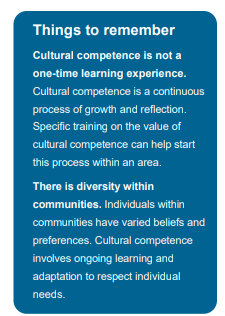 Things to remember
Cultural competence is not a
one-time learning experience.
Cultural competence is a continuous
process of growth and reflection.
Specific training on the value of
cultural competence can help start
this process within an area.
There is diversity within
communities. Individuals within
communities have varied beliefs and
preferences. Cultural competence
involves ongoing learning and
adaptation to respect individual
needs.